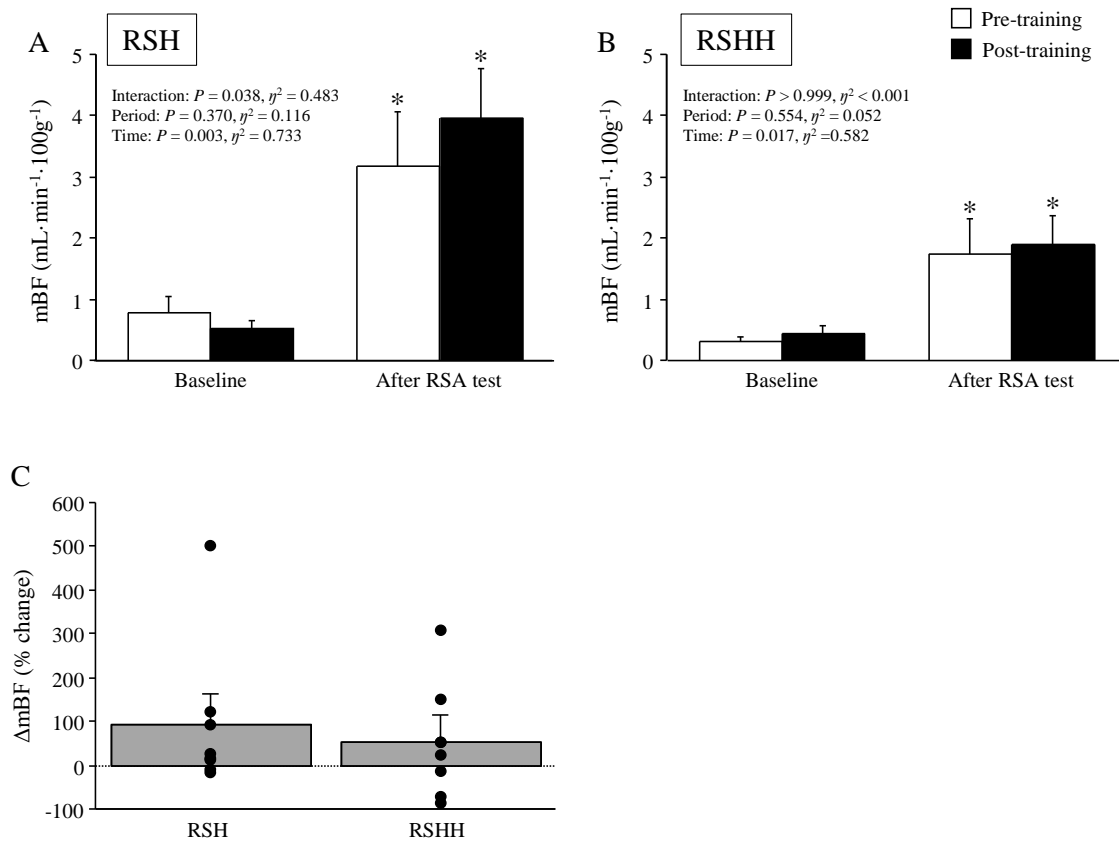 A
RSH
Interaction: P = 0.038, η² = 0.483
Period: P = 0.370, η² = 0.116
Time: P = 0.003, η² = 0.733
mBF (mL·min⁻¹·100g⁻¹)
5
4
3
2
1
0
*
*
Baseline
After RSA test
B
RSHH
Pre-training
Post-training
Interaction: P > 0.999, η² < 0.001
Period: P = 0.554, η² = 0.052
Time: P = 0.017, η² =0.582
mBF (mL·min⁻¹·100g⁻¹)
5
4
3
2
1
0
*
*
Baseline
After RSA test
C
ΔmBF (% change)
600
500
400
300
200
100
0
-100
RSH
RSHH